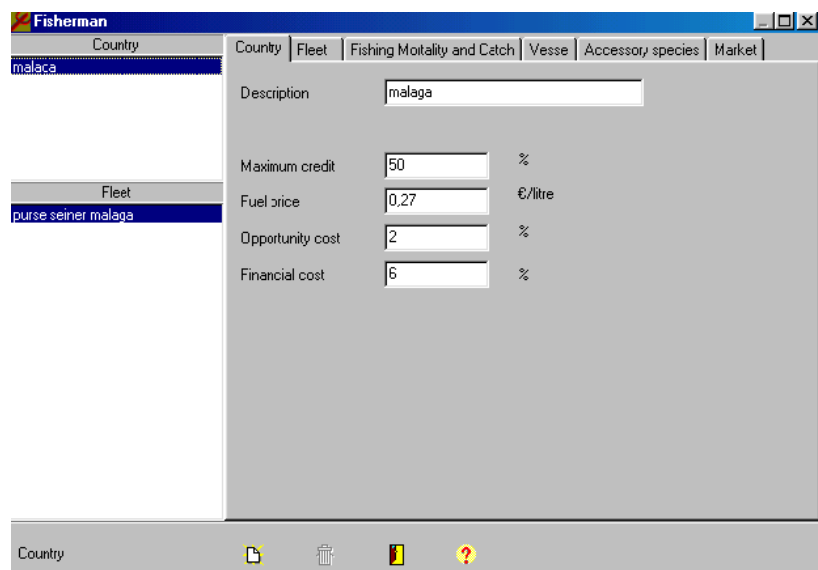 Fisherman
Country
malaga
Fleet
purse seiner malaga
Country Fleet Fishing Mortality and Catch Vesse Accessory species Market
Description malaga
Maximum credit 50 %
Fuel price 0,27 €/litre
Opportunity cost 2 %
Financial cost 6 %
Country
?